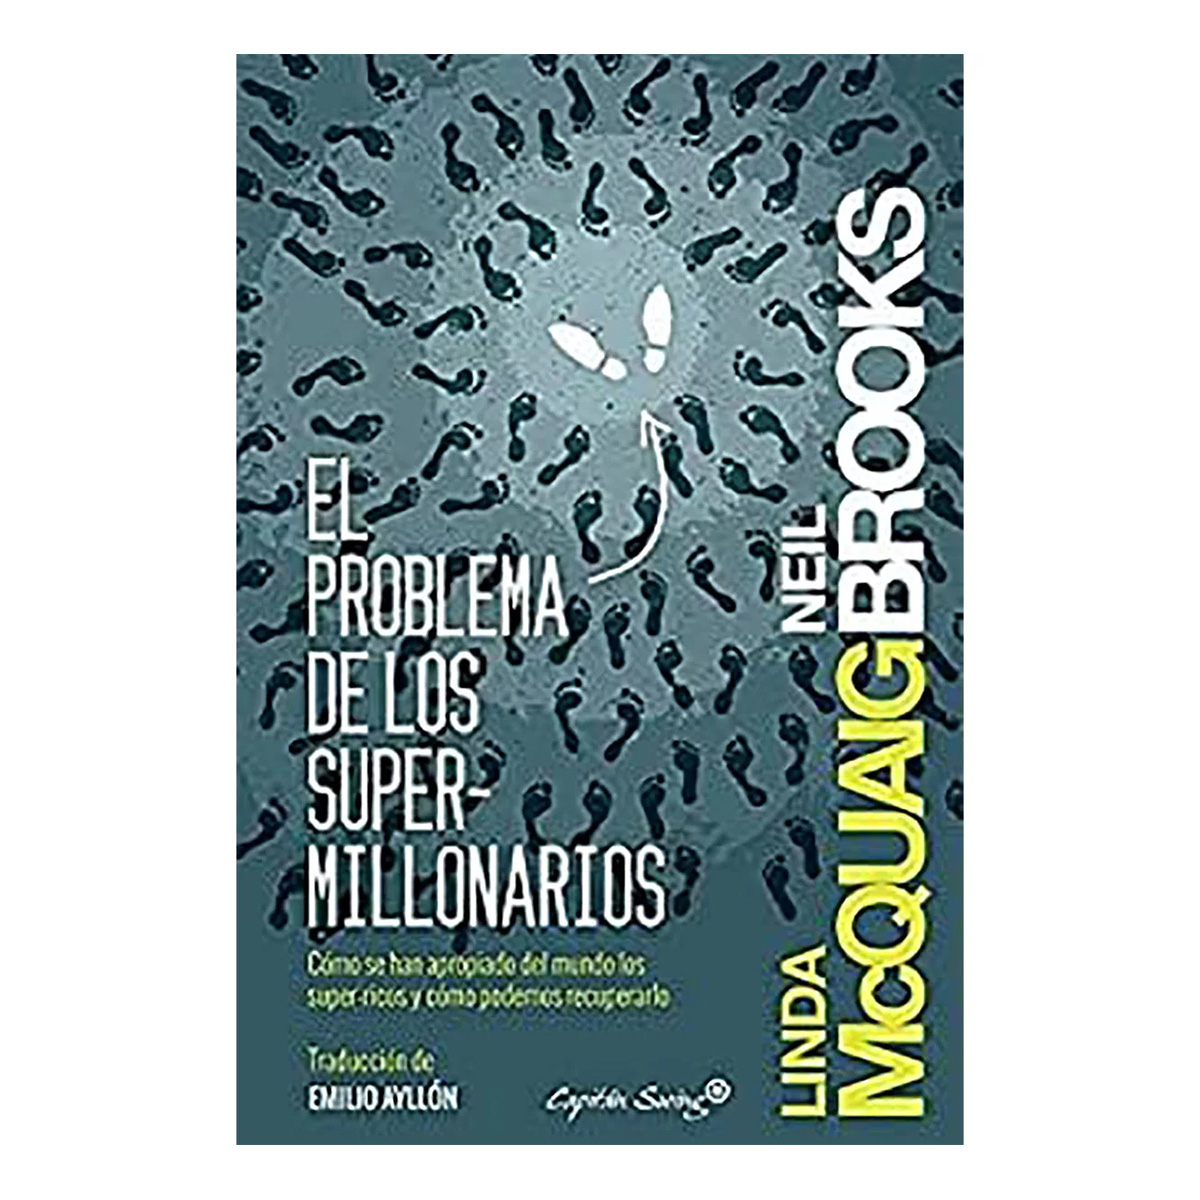 EL
PROBLEMA
DE LOS
SUPER-
MILLONARIOS
Cómo se han apropiado del mundo los
super-ricos y cómo podemos recuperarlo
Traducción de
EMILIO AYLLÓN
Capitán Swing
LINDA
McQUAIG
NEIL
BROOKS